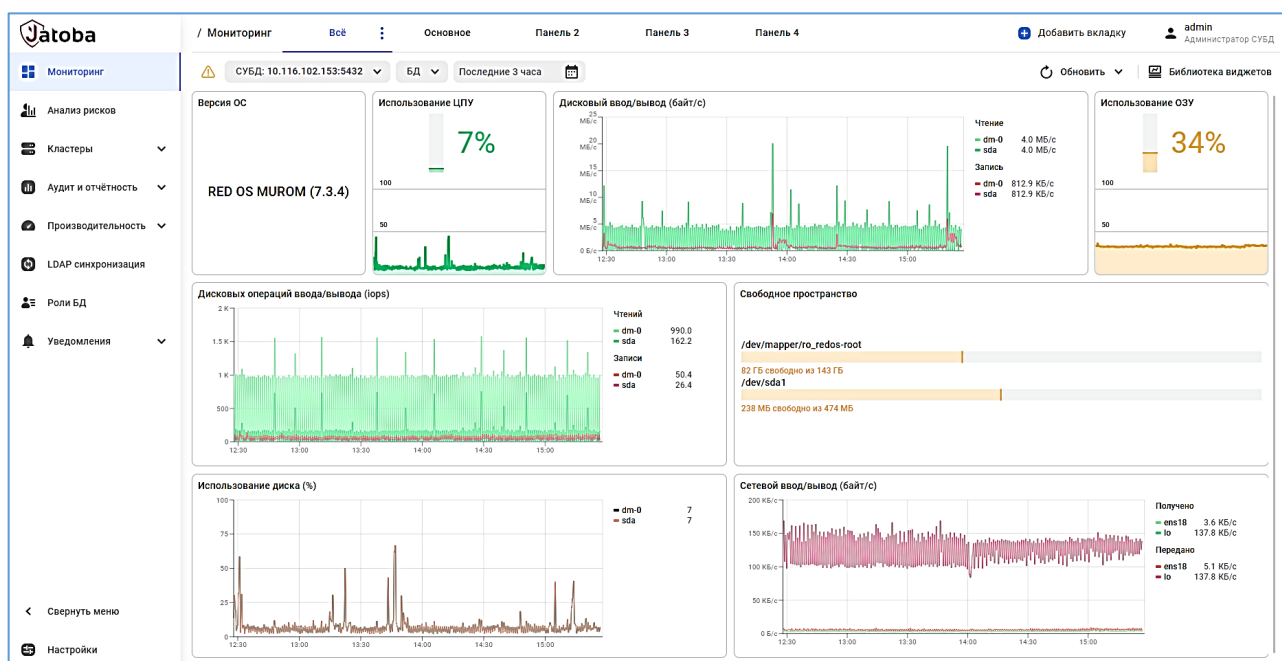 Jatoba
/ Мониторинг
Всё
Основное
Панель 2
Панель 3
Панель 4
Добавить вкладку
admin
Администратор СУБД
Мониторинг
Анализ рисков
Кластеры
Аудит и отчётность
Производительность
LDAP синхронизация
Роли БД
Уведомления
Свернуть меню
Настройки
СУБД: 10.116.102.153:5432
БД
Последние 3 часа
Обновить
Библиотека виджетов
Версия ОС
RED OS MUROM (7.3.4)
Использование ЦПУ
7%
100
50
Дисковый ввод/вывод (байт/с)
25
МБ/с
20
МБ/с
15
МБ/с
10
МБ/с
5
МБ/с
0 Б/с
12:30 13:00 13:30 14:00 14:30 15:00
Чтение
dm-0 4.0 МБ/с
sda 4.0 МБ/с
Запись
dm-0 812.9 КБ/с
sda 812.9 КБ/с
Использование ОЗУ
34%
100
50
Дисковых операций ввода/вывода (iops)
2 K
1.5 K
1 K
500
0
12:30 13:00 13:30 14:00 14:30 15:00
Чтений
dm-0 990.0
sda 162.2
Записи
dm-0 50.4
sda 26.4
Свободное пространство
/dev/mapper/ro_redos-root
82 ГБ свободно из 143 ГБ
/dev/sda1
238 МБ свободно из 474 МБ
Использование диска (%)
100
75
50
25
0
12:30 13:00 13:30 14:00 14:30 15:00
dm-0 7
sda 7
Сетевой ввод/вывод (байт/с)
200 КБ/с
150 КБ/с
100 КБ/с
50 КБ/с
0 Б/с
12:30 13:00 13:30 14:00 14:30 15:00
Получено
ens18 3.6 КБ/с
lo 137.8 КБ/с
Передано
ens18 5.1 КБ/с
lo 137.8 КБ/с